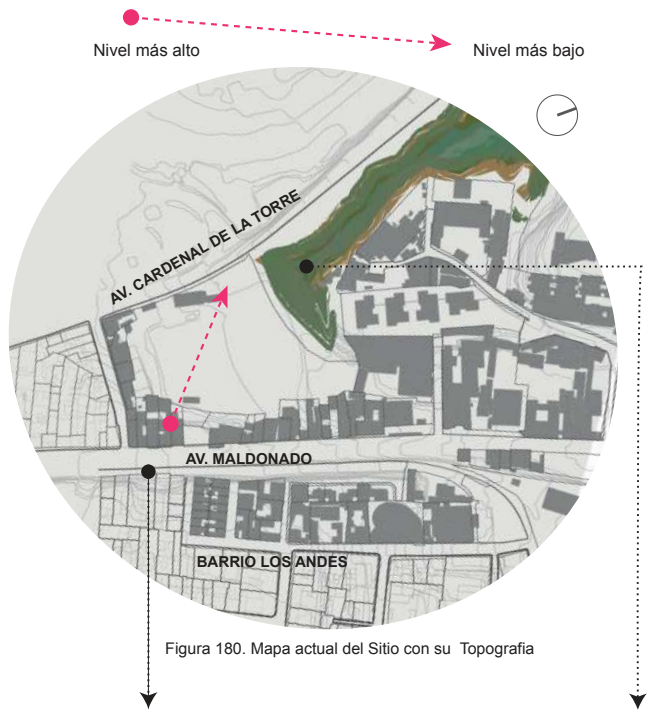 Nivel más alto
Nivel más bajo
AV. CARDENAL DE LA TORRE
AV. MALDONADO
BARRIO LOS ANDES
Figura 180. Mapa actual del Sitio con su Topografia